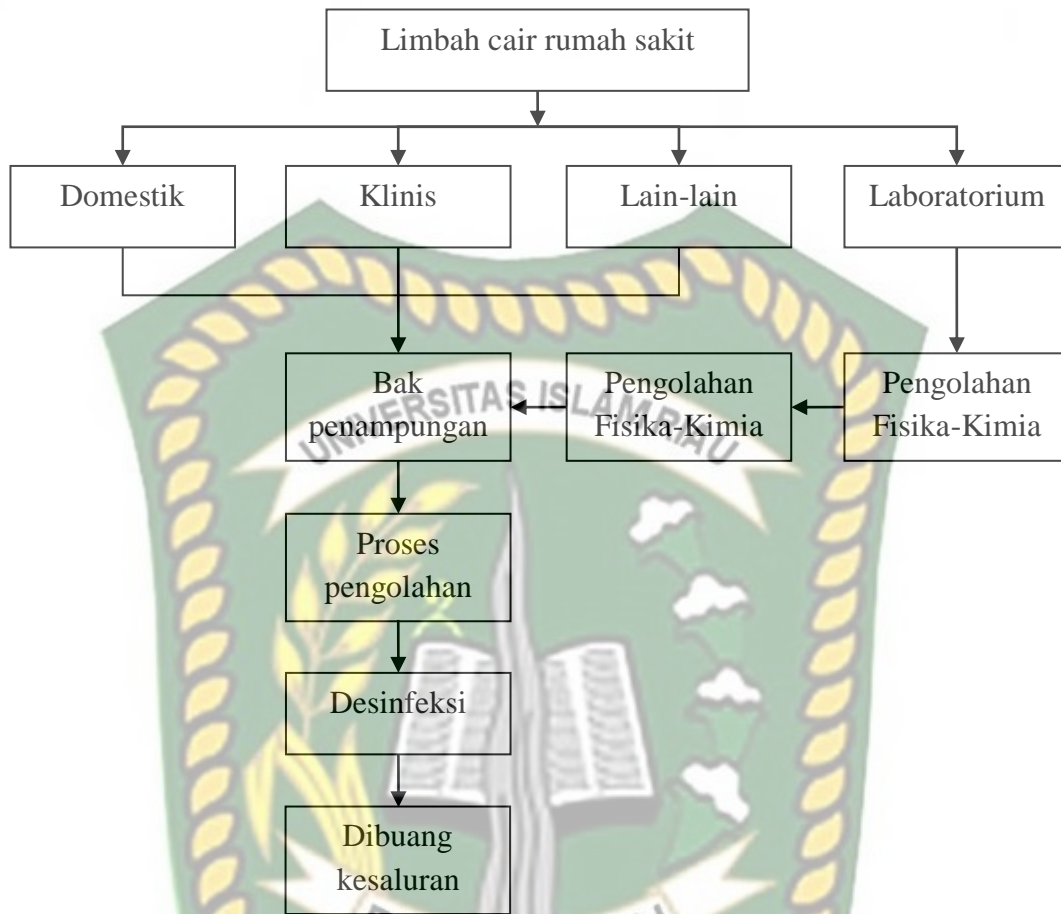 Limbah cair rumah sakit
Domestik
Klinis
Lain-lain
Laboratorium
Bak
penampungan
Pengolahan
Fisika-Kimia
Pengolahan
Fisika-Kimia
UNIVERSITAS ISLAM RIAU
Proses
pengolahan
Desinfeksi
Dibuang
kesaluran